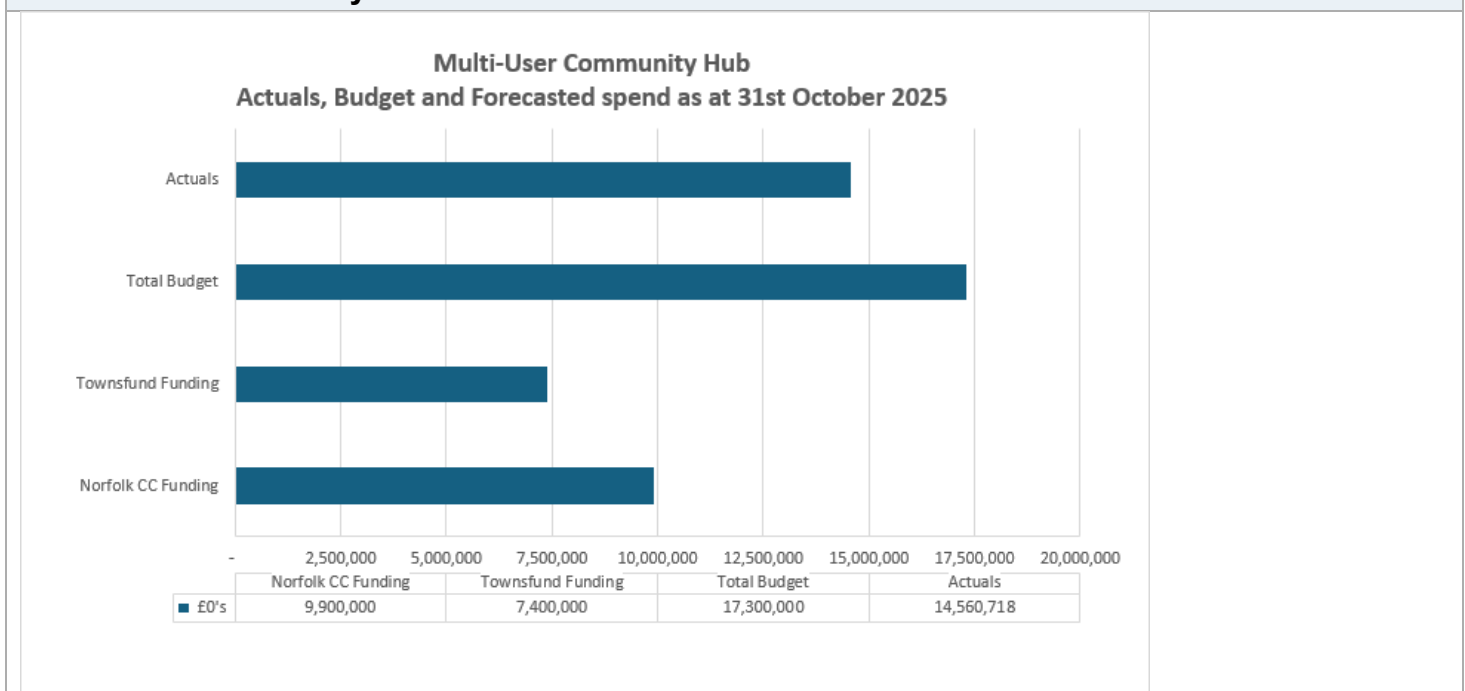 Multi-User Community Hub
Actuals, Budget and Forecasted spend as at 31st October 2025
Actuals
Total Budget
Townsfund Funding
Norfolk CC Funding
- 2,500,000 5,000,000 7,500,000 10,000,000 12,500,000 15,000,000 17,500,000 20,000,000
Norfolk CC Funding Townsfund Funding Total Budget Actuals
£0's 9,900,000 7,400,000 17,300,000 14,560,718